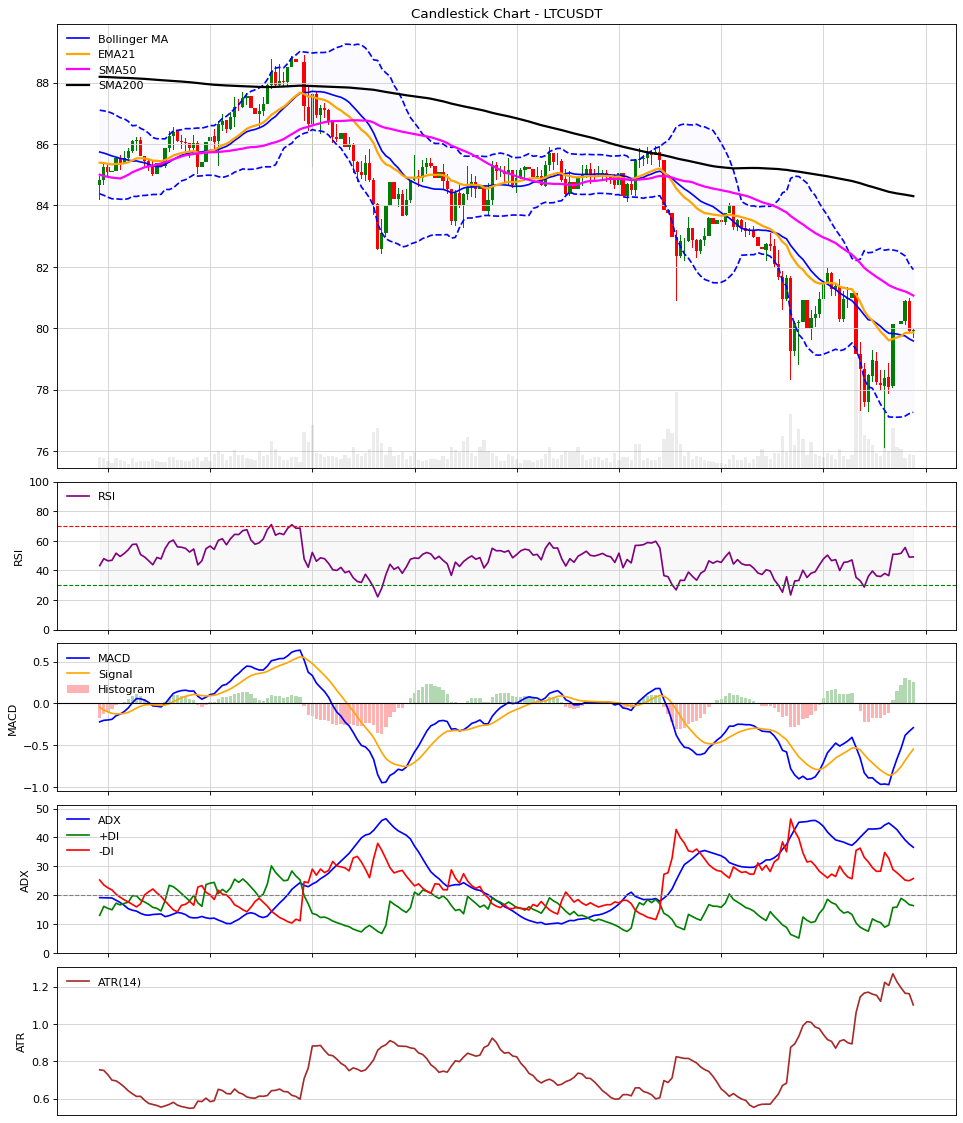 Candlestick Chart - LTCUSDT
Bollinger MA
EMA21
SMA50
SMA200
88
86
84
82
80
78
76
RSI
100
80
60
40
20
0
RSI
MACD
Signal
Histogram
0.5
0.0
−0.5
−1.0
MACD
ADX
+DI
-DI
50
40
30
20
10
0
ADX
ATR(14)
1.2
1.0
0.8
0.6
ATR